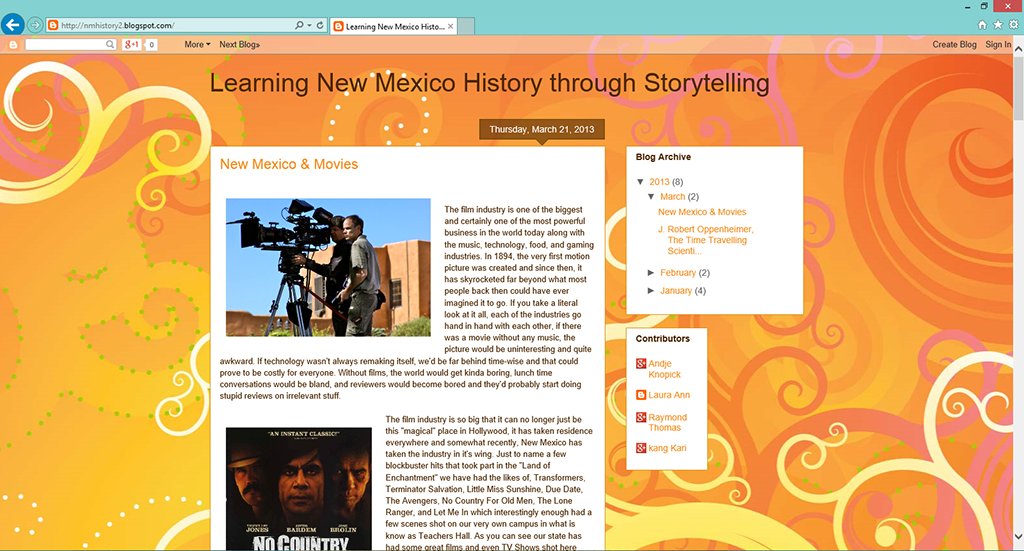 http://nmhistory2.blogspot.com/
Learning New Mexico Histo...
g+1 0
More Next Blog»
Create Blog Sign In
Learning New Mexico History through Storytelling
Thursday, March 21, 2013
New Mexico & Movies
The film industry is one of the biggest
and certainly one of the most powerful
business in the world today along with
the music, technology, food, and gaming
industries. In 1894, the very first motion
picture was created and since then, it
has skyrocketed far beyond what most
people back then could have ever
imagined it to go. If you take a literal
look at it all, each of the industries go
hand in hand with each other, if there
was a movie without any music, the
picture would be uninteresting and quite
awkward. If technology wasn't always remaking itself, we'd be far behind time-wise and that could
prove to be costly for everyone. Without films, the world would get kinda boring, lunch time
conversations would be bland, and reviewers would become bored and they'd probably start doing
stupid reviews on irrelevant stuff.
"AN INSTANT CLASSIC!"
JONES BARDEM BROLIN
NO COUNTRY
The film industry is so big that it can no longer just be
this "magical" place in Hollywood, it has taken residence
everywhere and somewhat recently, New Mexico has
taken the industry in it's wing. Just to name a few
blockbuster hits that took part in the "Land of
Enchantment" we have had the likes of, Transformers,
Terminator Salvation, Little Miss Sunshine, Due Date,
The Avengers, No Country For Old Men, The Lone
Ranger, and Let Me In which interestingly enough had a
few scenes shot on our very own campus in what is
know as Teachers Hall. As you can see our state has
had some great films and even TV Shows shot here
Blog Archive
▼ 2013 (8)
▼ March (2)
New Mexico & Movies
J. Robert Oppenheimer,
The Time Travelling
Scienti...
► February (2)
► January (4)
Contributors
Andje
Knopick
Laura Ann
Raymond
Thomas
kang Kari